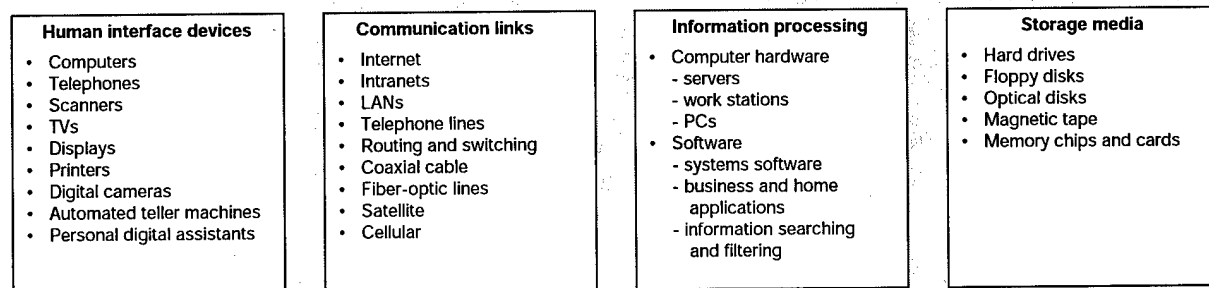 Human interface devices
• Computers
• Telephones
• Scanners
• TVs
• Displays
• Printers
• Digital cameras
• Automated teller machines
• Personal digital assistants
Communication links
• Internet
• Intranets
• LANs
• Telephone lines
• Routing and switching
• Coaxial cable
• Fiber-optic lines
• Satellite
• Cellular
Information processing
• Computer hardware
- servers
- work stations
- PCs
• Software
- systems software
- business and home
applications
- information searching
and filtering
Storage media
• Hard drives
• Floppy disks
• Optical disks
• Magnetic tape
• Memory chips and cards